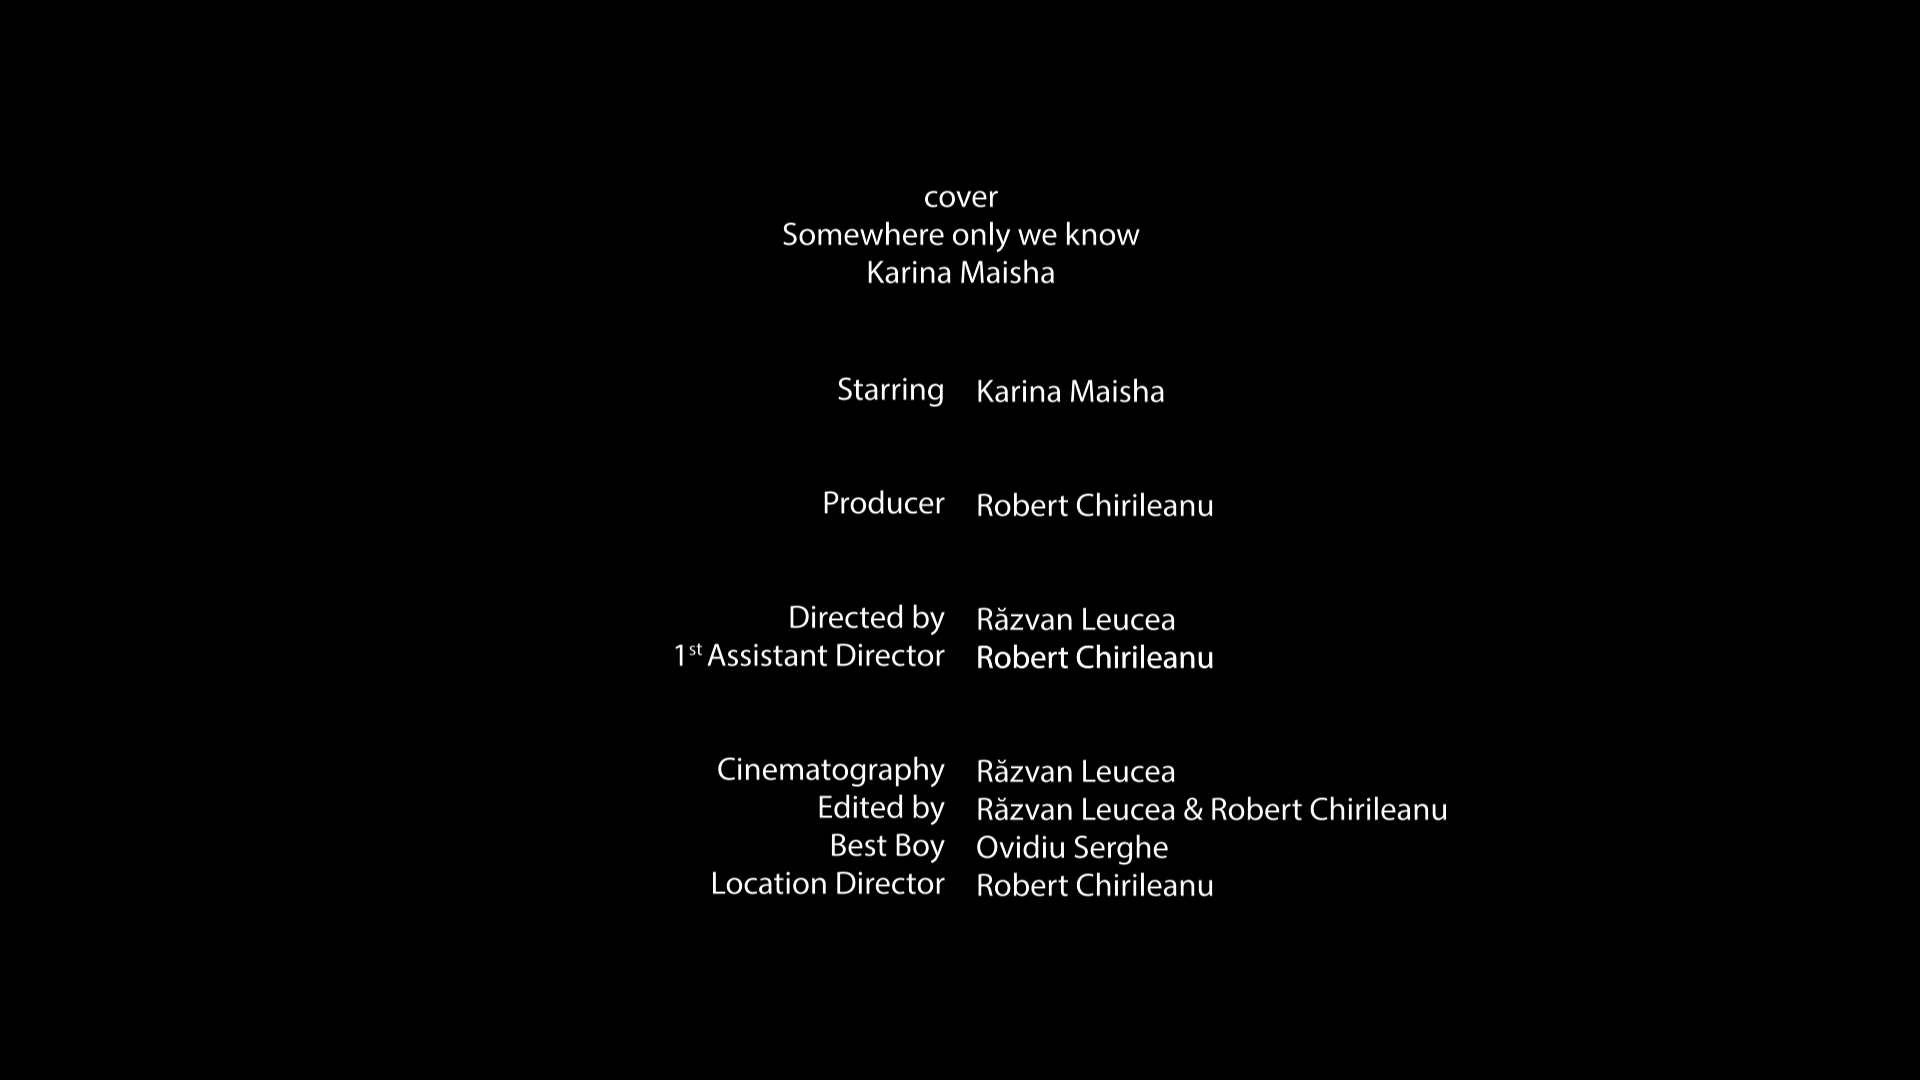 cover
Somewhere only we know
Karina Maisha
Starring Karina Maisha
Producer Robert Chirileanu
Directed by Răzvan Leucea
1st Assistant Director Robert Chirileanu
Cinematography Răzvan Leucea
Edited by Răzvan Leucea & Robert Chirileanu
Best Boy Ovidiu Serghe
Location Director Robert Chirileanu